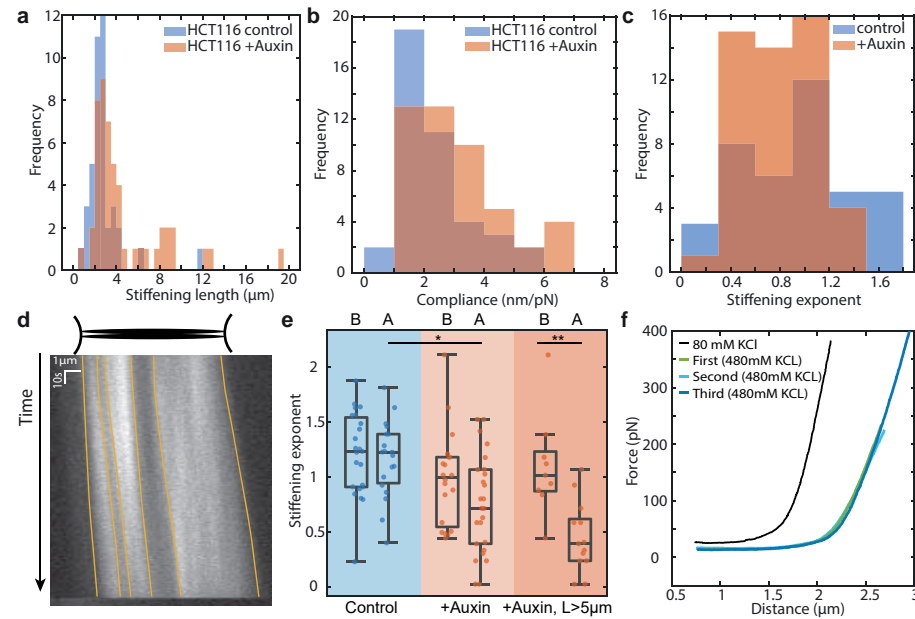 a
12
10
8
6
4
2
0
Frequency
HCT116 control
HCT116 +Auxin
0 4 8 12 16 20
Stiffening length (μm)
b
20
16
12
8
4
0
Frequency
HCT116 control
HCT116 +Auxin
0 2 4 6 8
Compliance (nm/pN)
c
16
12
8
4
0
Frequency
control
+Auxin
0 0.6 1.2 1.8
Stiffening exponent
d
Time
1μm
10s
e
B A B A B A
* **
2
1.5
1
0.5
0
Stiffening exponent
Control +Auxin +Auxin, L>5μm
f
400
300
200
100
0
Force (pN)
80 mM KCl
First (480mM KCL)
Second (480mM KCL)
Third (480mM KCL)
0.5 1 1.5 2 2.5 3
Distance (μm)